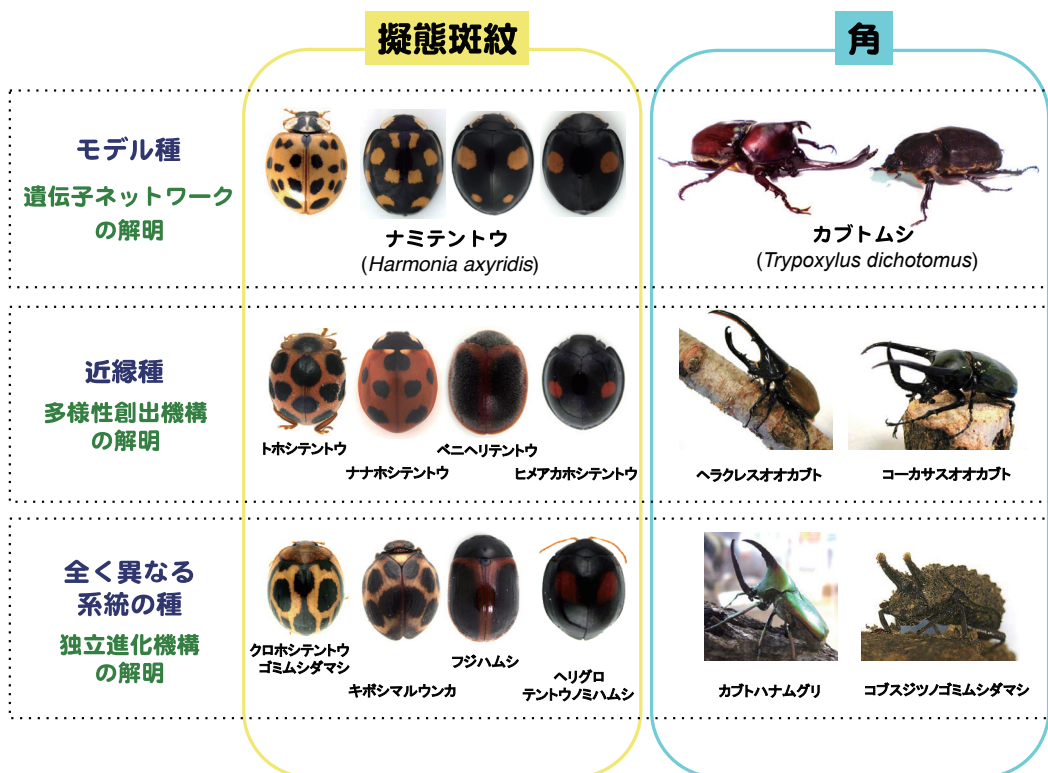 擬態斑紋
角
モデル種
遺伝子ネットワーク
の解明
ナミテントウ
(Harmonia axyridis)
カブトムシ
(Trypoxylus dichotomus)
近縁種
多様性創出機構
の解明
トホシテントウ
ナナホシテントウ
ベニヘリテントウ
ヒメアカホシテントウ
ヘラクレスオオカブト
コーカサスオオカブト
全く異なる
系統の種
独立進化機構
の解明
クロホシテントウ
ゴミムシダマシ
キボシマルウンカ
フジハムシ
ヘリグロ
テントウノミハムシ
カブトハナムグリ
コブスジツノゴミムシダマシ